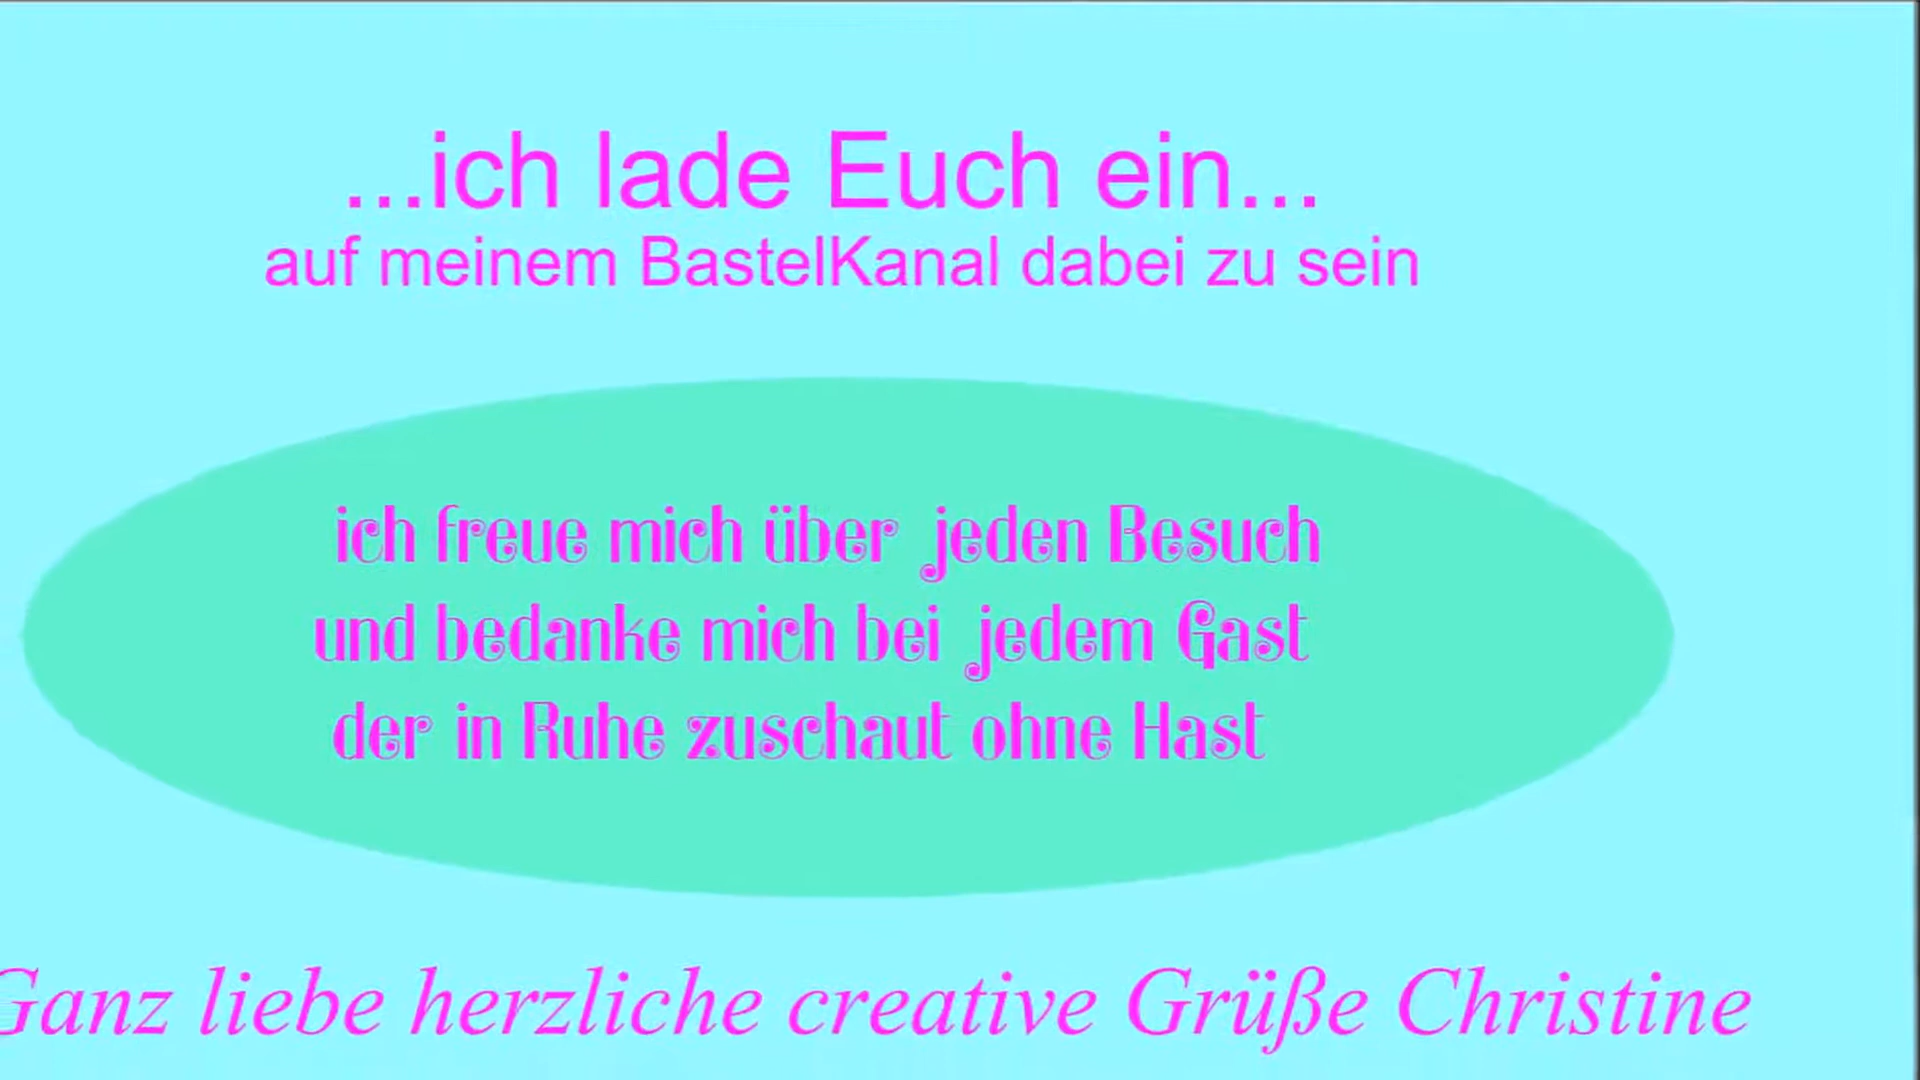 ...ich lade Euch ein...
auf meinem BastelKanal dabei zu sein
ich freue mich über jeden Besuch
und bedanke mich bei jedem Gast
der in Ruhe zuschaut ohne Hast
Ganz liebe herzliche creative Grüße Christine